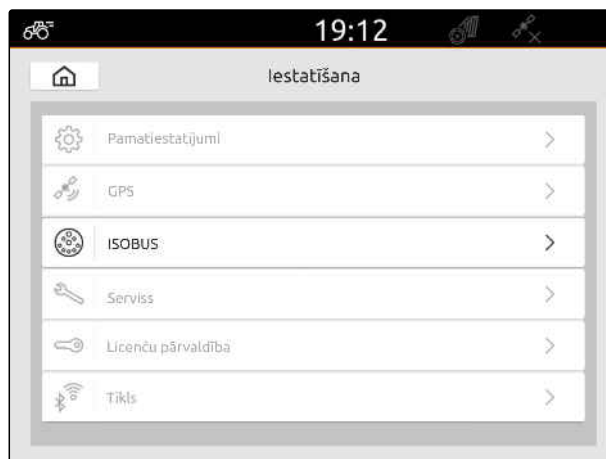 19:12
Iestatīšana
Pamatiestatījumi
GPS
ISOBUS
Serviss
Licenču pārvaldība
Tīkls